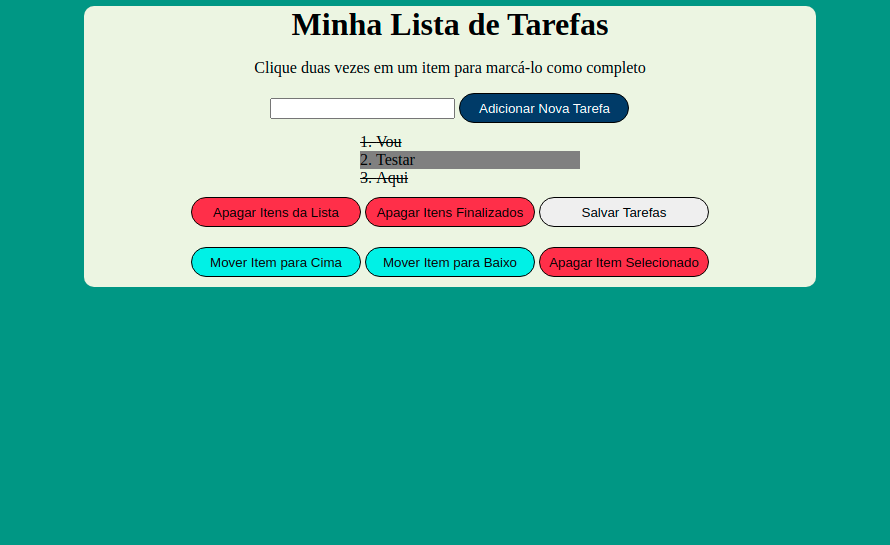 Minha Lista de Tarefas
Clique duas vezes em um item para marcá-lo como completo
Adicionar Nova Tarefa
1. Vou
2. Testar
3. Aqui
Apagar Itens da Lista Apagar Itens Finalizados Salvar Tarefas
Mover Item para Cima Mover Item para Baixo Apagar Item Selecionado